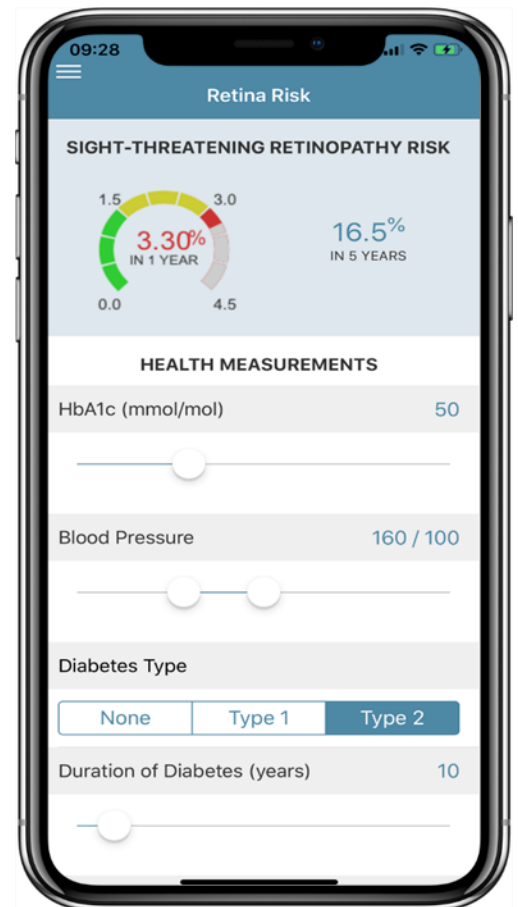 09:28
Retina Risk
SIGHT-THREATENING RETINOPATHY RISK
1.5 3.0
3.30%
IN 1 YEAR
0.0 4.5
16.5%
IN 5 YEARS
HEALTH MEASUREMENTS
HbA1c (mmol/mol) 50
Blood Pressure 160 / 100
Diabetes Type
None Type 1 Type 2
Duration of Diabetes (years) 10